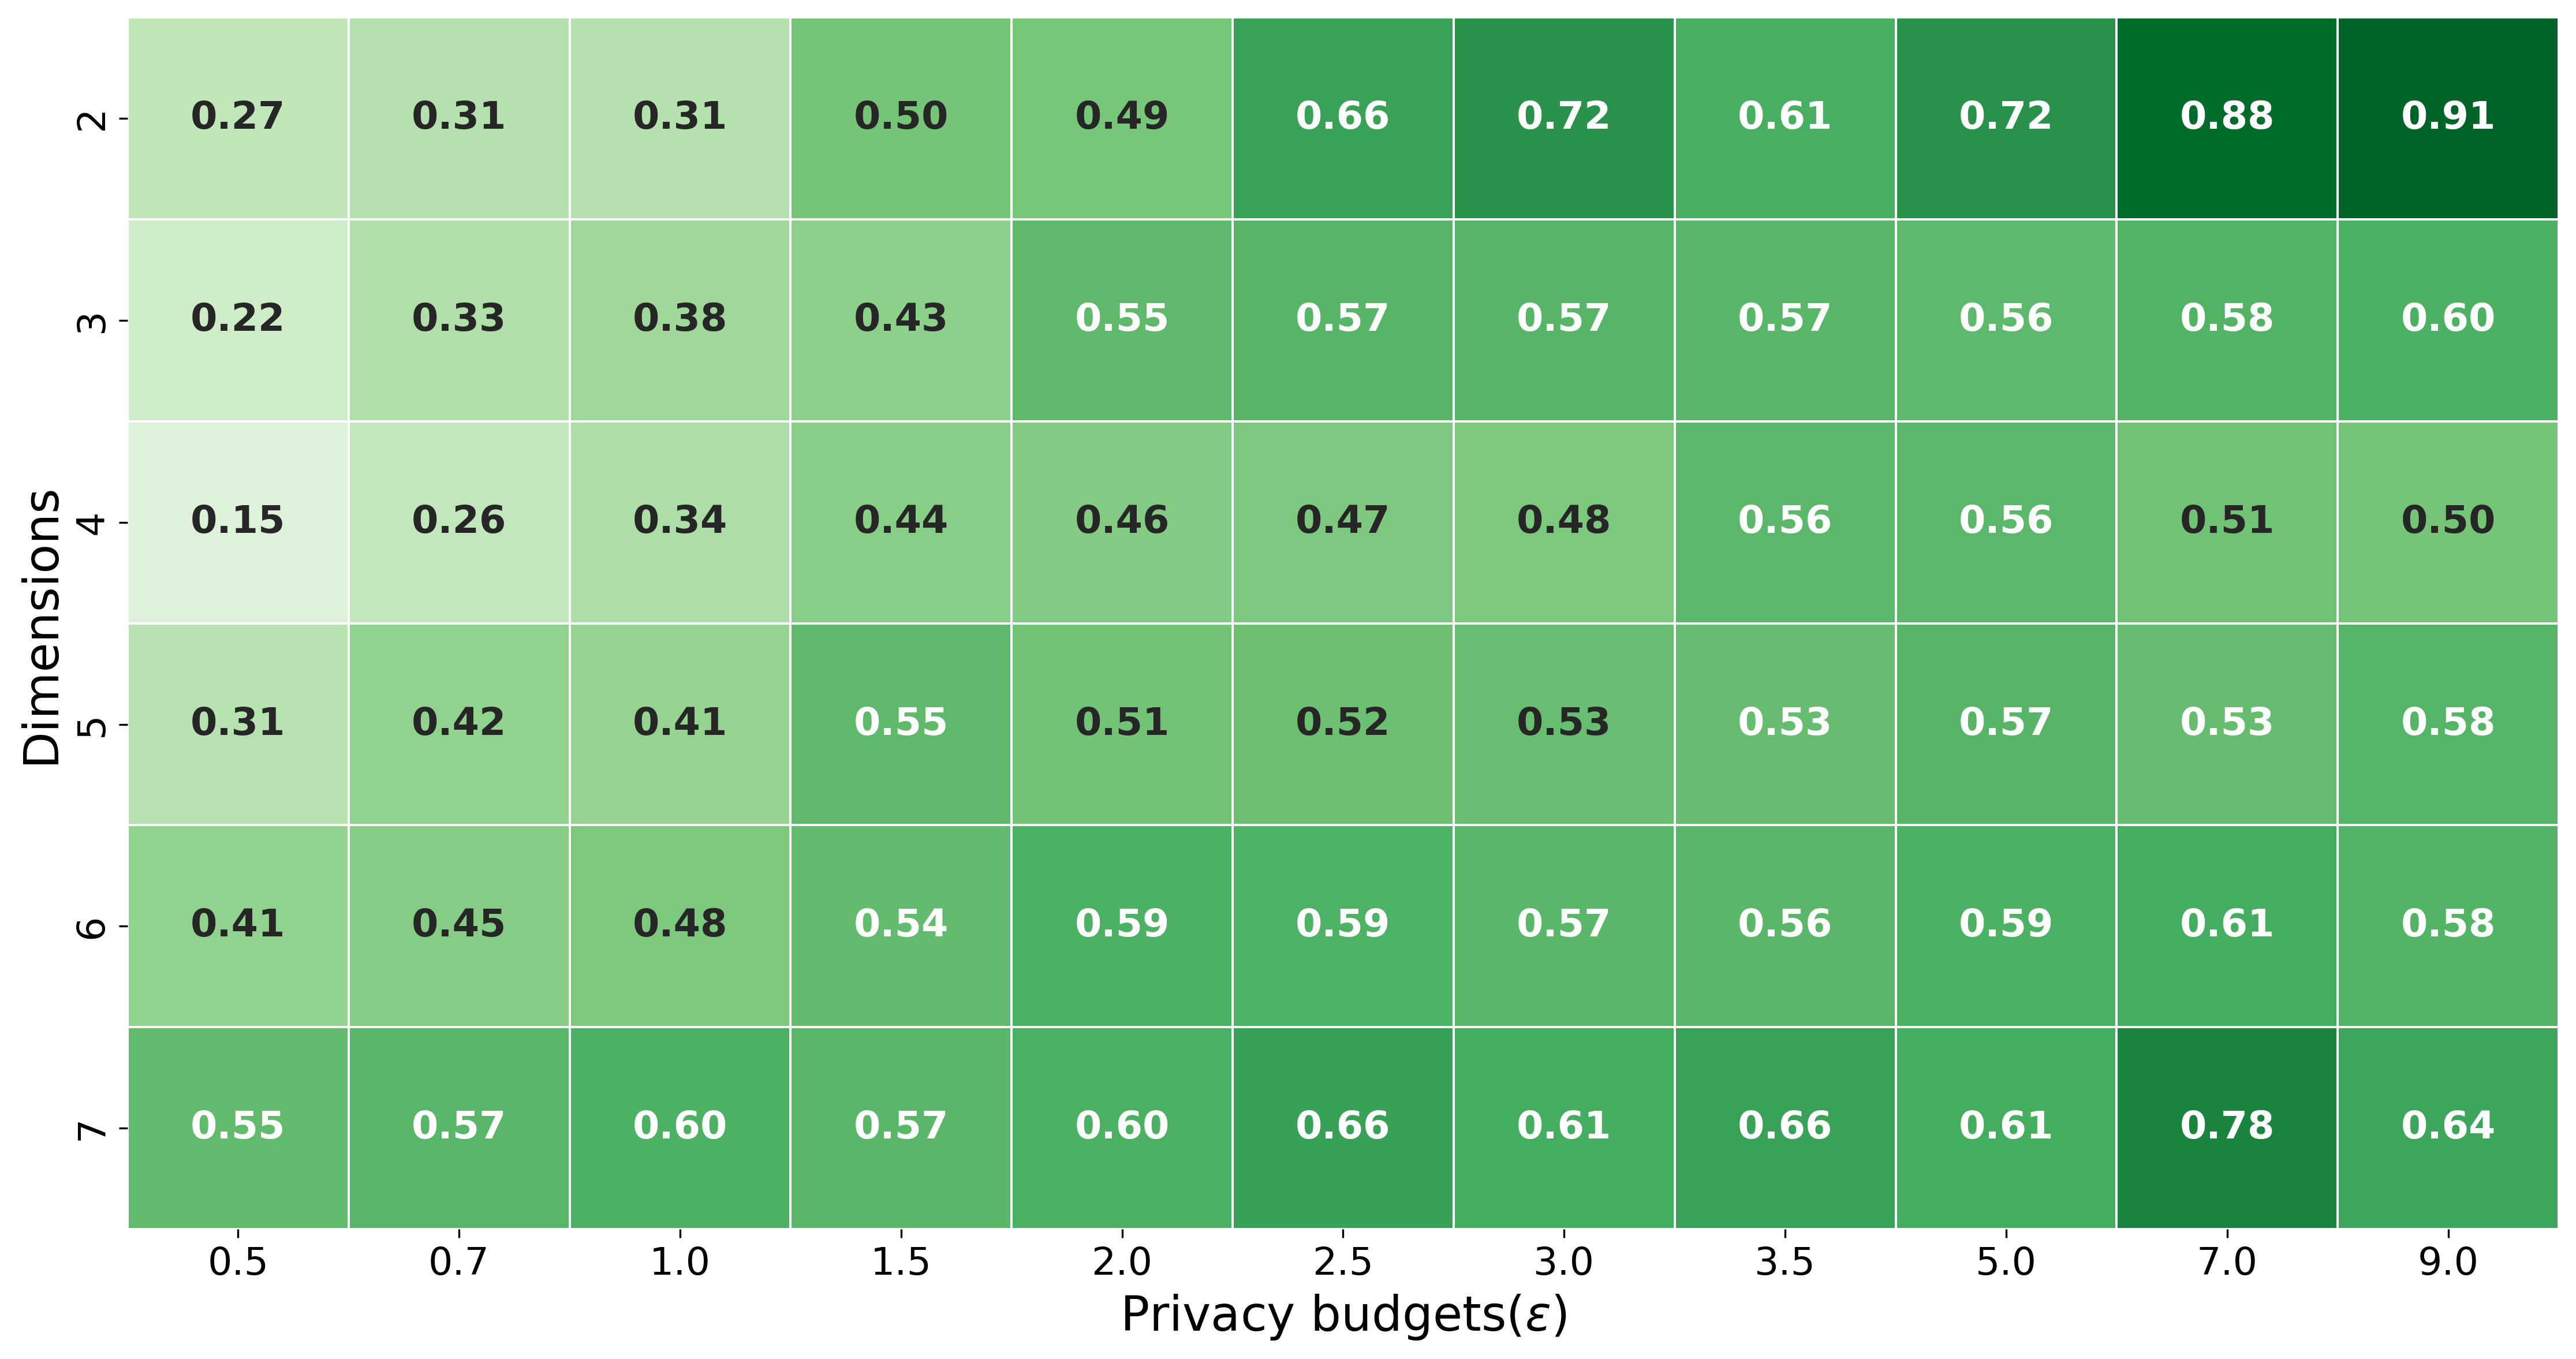 2 0.27 0.31 0.31 0.50 0.49 0.66 0.72 0.61 0.72 0.88 0.91
3 0.22 0.33 0.38 0.43 0.55 0.57 0.57 0.57 0.56 0.58 0.60
4 0.15 0.26 0.34 0.44 0.46 0.47 0.48 0.56 0.56 0.51 0.50
5 0.31 0.42 0.41 0.55 0.51 0.52 0.53 0.53 0.57 0.53 0.58
6 0.41 0.45 0.48 0.54 0.59 0.59 0.57 0.56 0.59 0.61 0.58
7 0.55 0.57 0.60 0.57 0.60 0.66 0.61 0.66 0.61 0.78 0.64
0.5 0.7 1.0 1.5 2.0 2.5 3.0 3.5 5.0 7.0 9.0
Privacy budgets(ε)
Dimensions